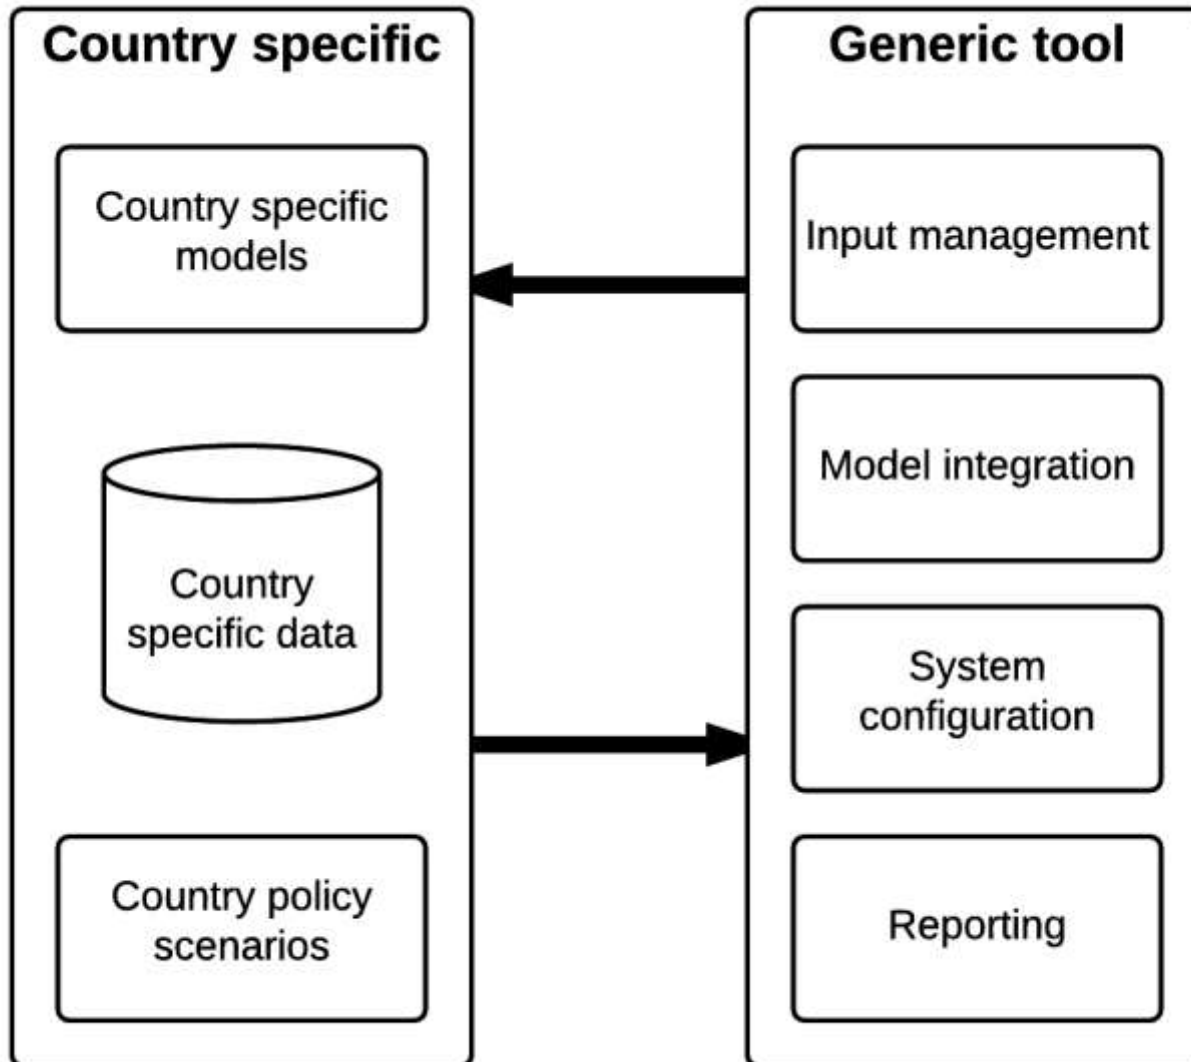 Country specific
Country specific
models
Country
specific data
Country policy
scenarios
Generic tool
Input management
Model integration
System
configuration
Reporting